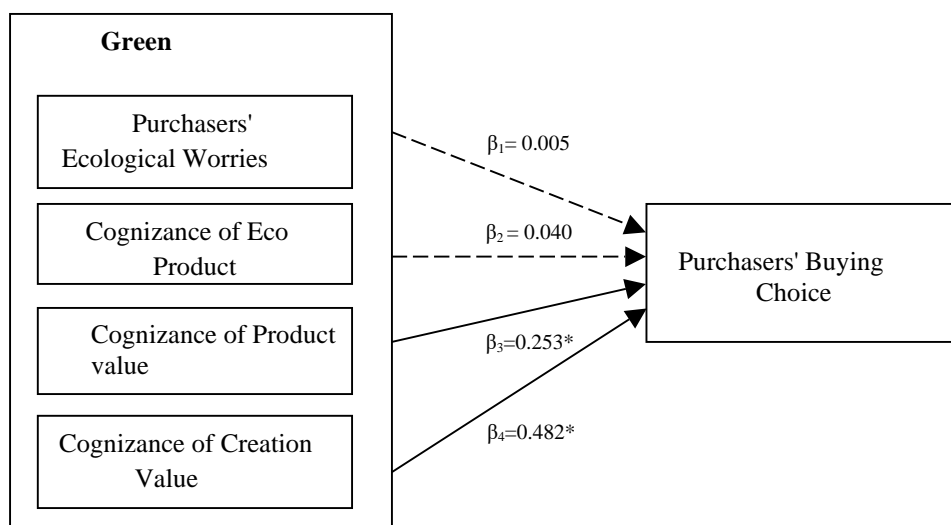 Green
Purchasers'
Ecological Worries
Cognizance of Eco
Product
Cognizance of Product
value
Cognizance of Creation
Value
β₁= 0.005
β₂ = 0.040
β₃=0.253*
β₄=0.482*
Purchasers' Buying
Choice